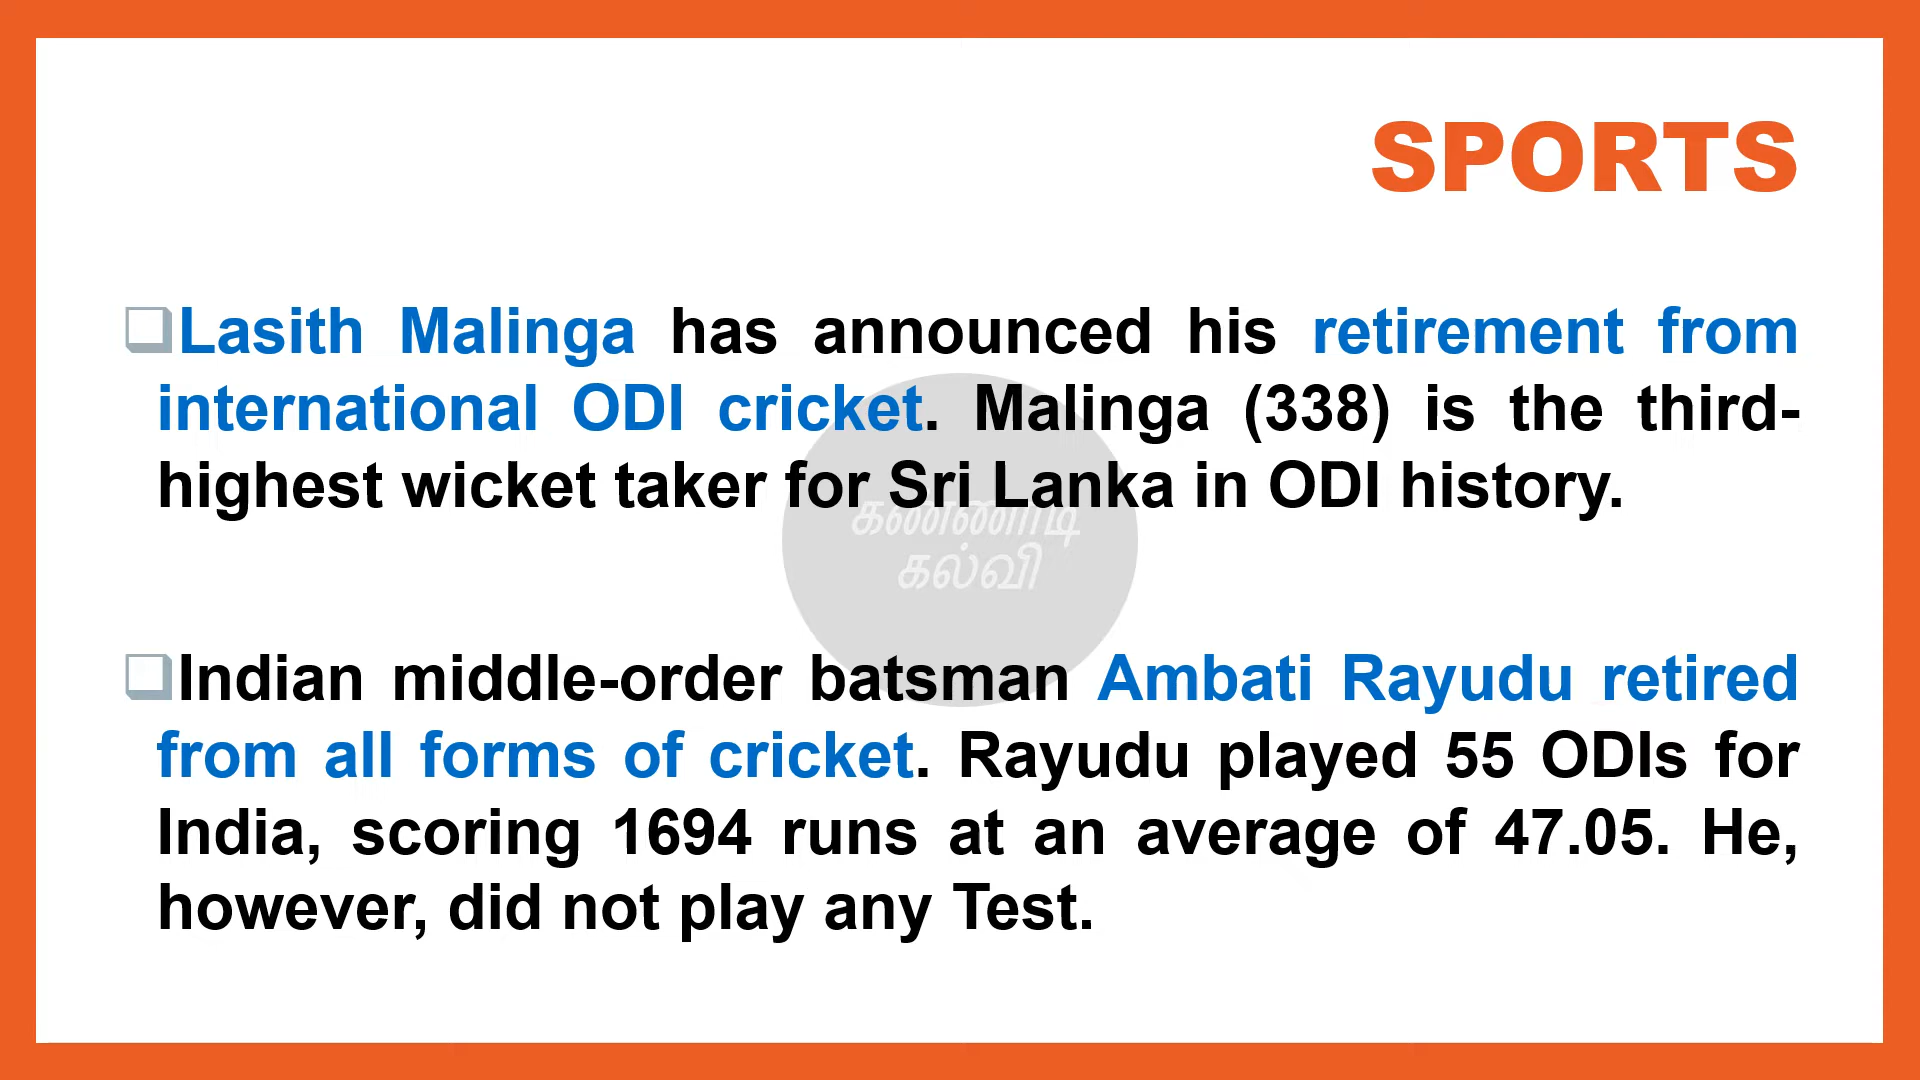 SPORTS
❑Lasith Malinga has announced his retirement from
international ODI cricket. Malinga (338) is the third-
highest wicket taker for Sri Lanka in ODI history.
கண்ணாடி
கல்வி
❑Indian middle-order batsman Ambati Rayudu retired
from all forms of cricket. Rayudu played 55 ODIs for
India, scoring 1694 runs at an average of 47.05. He,
however, did not play any Test.